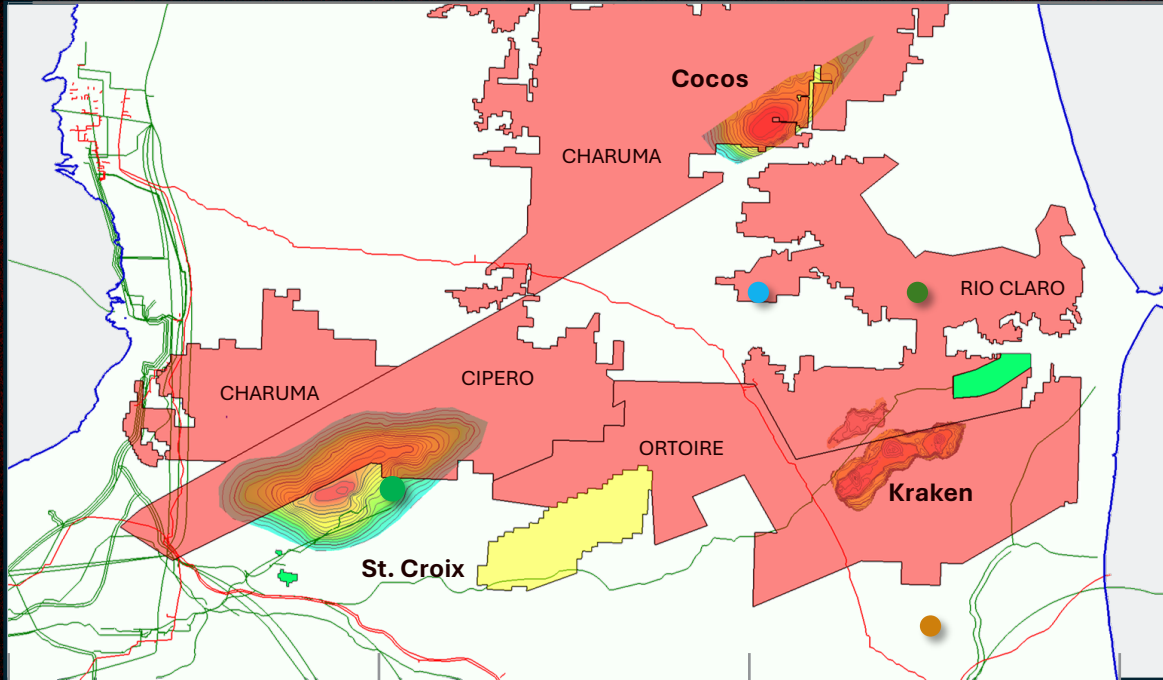 Cocos
CHARUMA
RIO CLARO
CIPERO
CHARUMA
ORTOIRE
Kraken
St. Croix